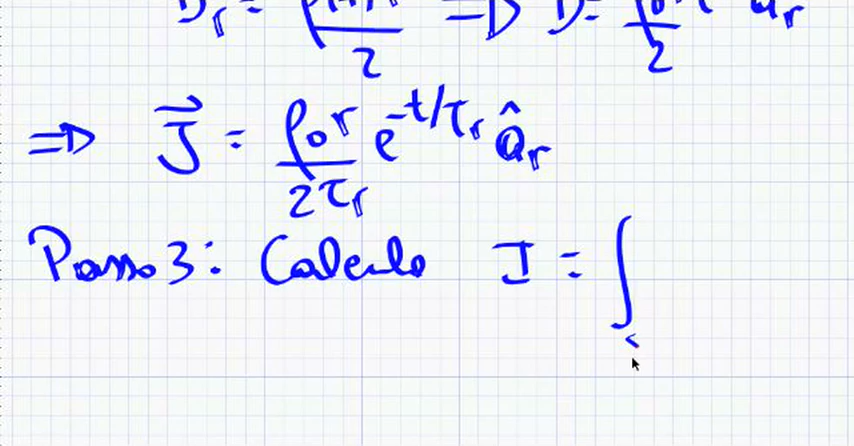 ⇒ J⃗ = ρ₀r/2τᵣ e^(-t/τᵣ) âᵣ
Passo 3: Calculo I = ∫